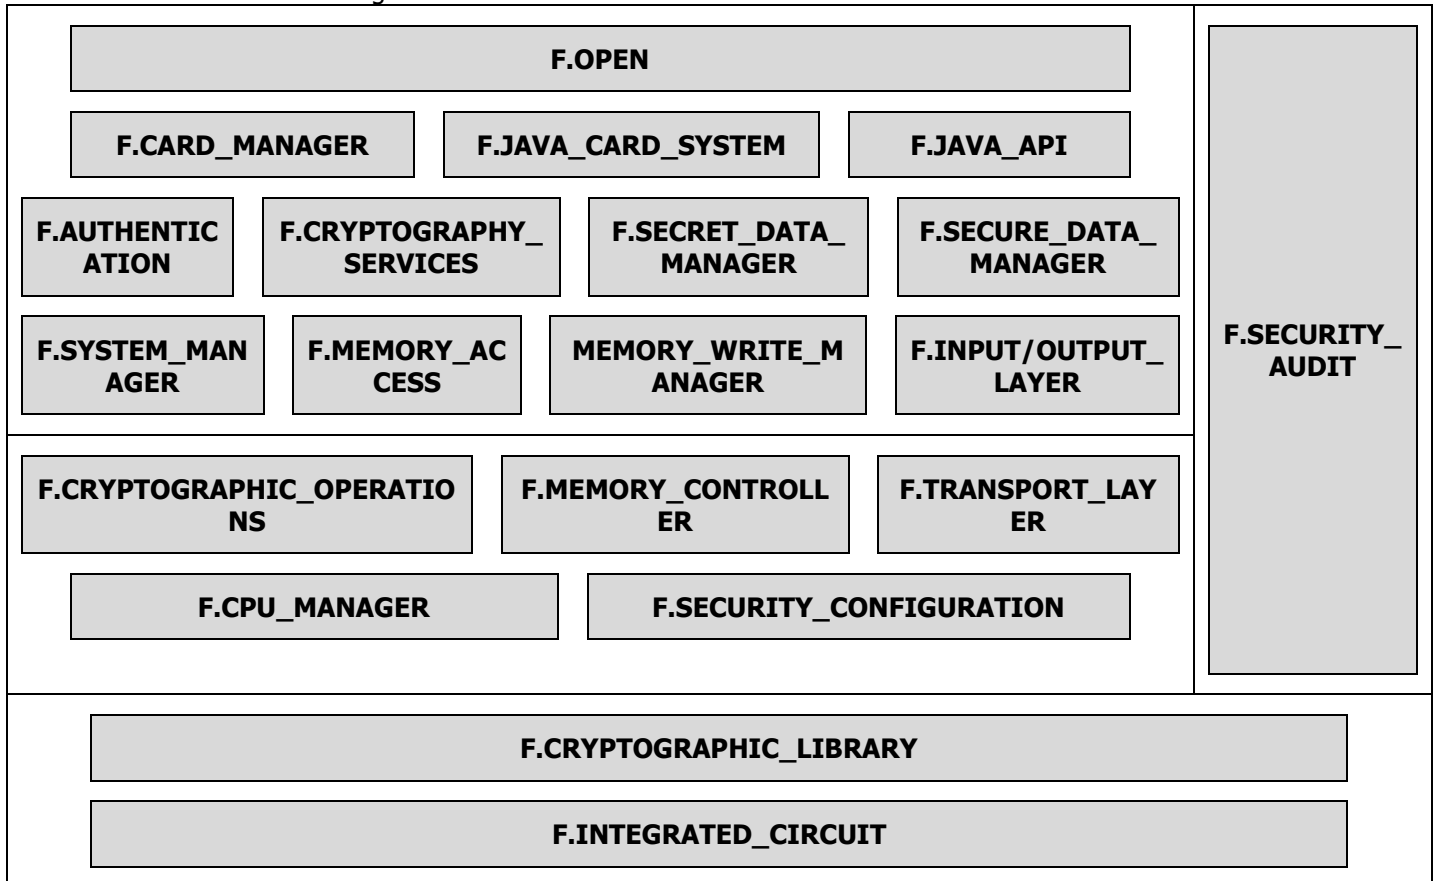 F.OPEN
F.CARD_MANAGER
F.JAVA_CARD_SYSTEM
F.JAVA_API
F.AUTHENTIC
ATION
F.CRYPTOGRAPHY_
SERVICES
F.SECRET_DATA_
MANAGER
F.SECURE_DATA_
MANAGER
F.SYSTEM_MAN
AGER
F.MEMORY_AC
CESS
MEMORY_WRITE_M
ANAGER
F.INPUT/OUTPUT_
LAYER
F.SECURITY_
AUDIT
F.CRYPTOGRAPHIC_OPERATIO
NS
F.MEMORY_CONTROLL
ER
F.TRANSPORT_LAY
ER
F.CPU_MANAGER
F.SECURITY_CONFIGURATION
F.CRYPTOGRAPHIC_LIBRARY
F.INTEGRATED_CIRCUIT